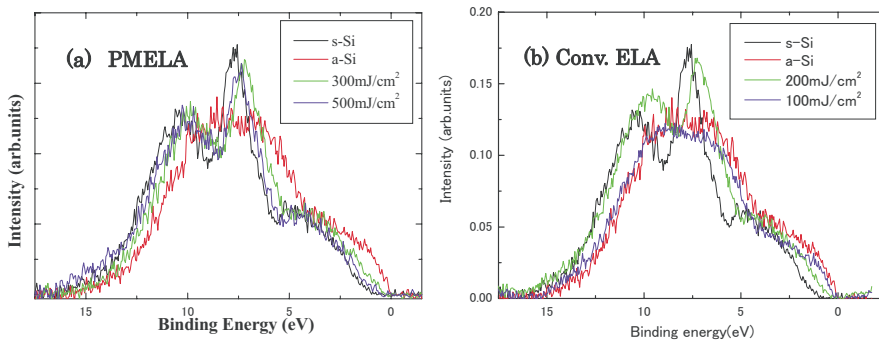 (a) PMELA
s-Si
a-Si
300mJ/cm²
500mJ/cm²
Intensity (arb.units)
15 10 5 0
Binding Energy (eV)
(b) Conv. ELA
s-Si
a-Si
200mJ/cm²
100mJ/cm²
Intensity (arb.units)
0.20
0.15
0.10
0.05
0.00
15 10 5 0
Binding energy(eV)